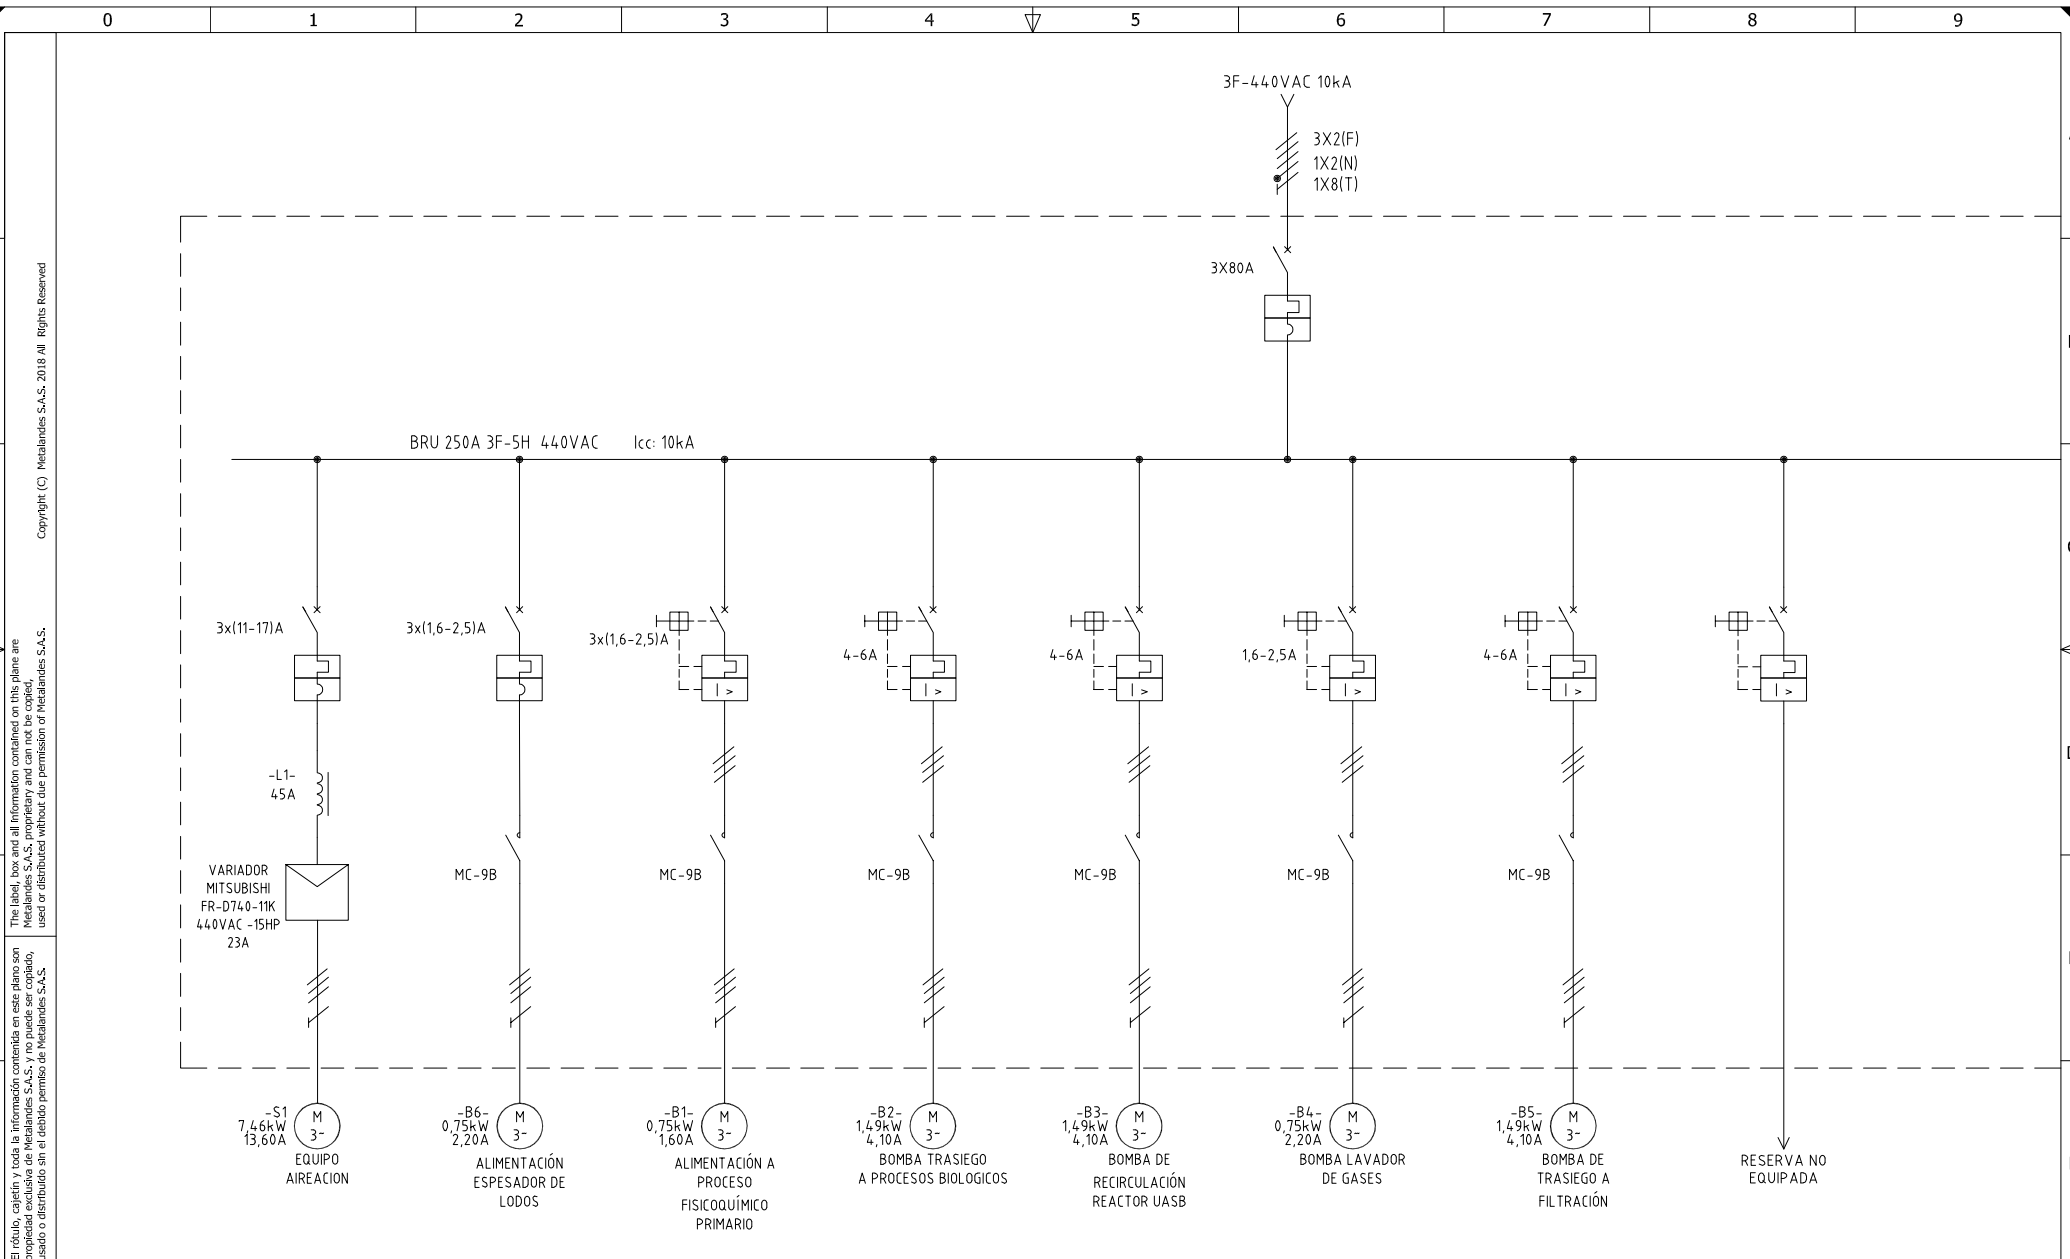 0 1 2 3 4 5 6 7 8 9
3F-440VAC 10kA
3X2(F)
1X2(N)
1X8(T)
3X80A
BRU 250A 3F-5H 440VAC Icc: 10kA
3x(11-17)A
3x(1,6-2,5)A
3x(1,6-2,5)A
4-6A
4-6A
1,6-2,5A
4-6A
I >
I >
I >
I >
I >
I >
-L1-
45A
VARIADOR
MITSUBISHI
FR-D740-11K
440VAC -15HP
23A
MC-9B
MC-9B
MC-9B
MC-9B
MC-9B
MC-9B
-S1
7,46kW
13,60A
M
3~
EQUIPO
AIREACION
-B6-
0,75kW
2,20A
M
3~
ALIMENTACIÓN
ESPESADOR DE
LODOS
-B1-
0,75kW
1,60A
M
3~
ALIMENTACIÓN A
PROCESO
FISICOQUÍMICO
PRIMARIO
-B2-
1,49kW
4,10A
M
3~
BOMBA TRASIEGO
A PROCESOS BIOLOGICOS
-B3-
1,49kW
4,10A
M
3~
BOMBA DE
RECIRCULACIÓN
REACTOR UASB
-B4-
0,75kW
2,20A
M
3~
BOMBA LAVADOR
DE GASES
-B5-
1,49kW
4,10A
M
3~
BOMBA DE
TRASIEGO A
FILTRACIÓN
RESERVA NO
EQUIPADA
The label, box and all information contained on this plane are
Metalandes S.A.S. proprietary and can not be copied,
used or distributed without due permission of Metalandes S.A.S.
Copyright (C) Metalandes S.A.S. 2018 All Rights Reserved
El rótulo, cajetín y toda la información contenida en este plano son
propiedad exclusiva de Metalandes S.A.S. y no puede ser copiado,
usado o distribuido sin el debido permiso de Metalandes S.A.S.